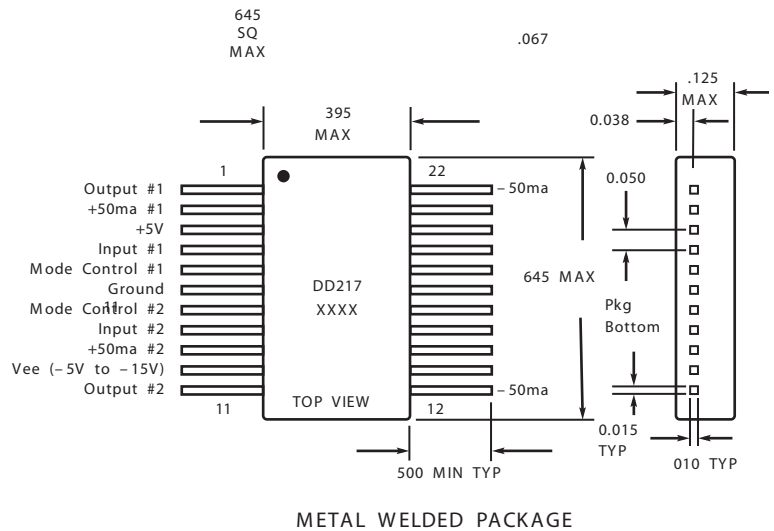 645
SQ
MAX
.067
.125
MAX
395
MAX
0.038
1
22
Output #1
– 50ma
0.050
+50ma #1
+5V
Input #1
Mode Control #1
645 MAX
Ground
DD217
11
Mode Control #2
XXXX
Pkg
Bottom
Input #2
+50ma #2
Vee (– 5V to – 15V)
Output #2
– 50ma
11
TOP VIEW
12
0.015
TYP
500 MIN TYP
010 TYP
METAL WELDED PACKAGE